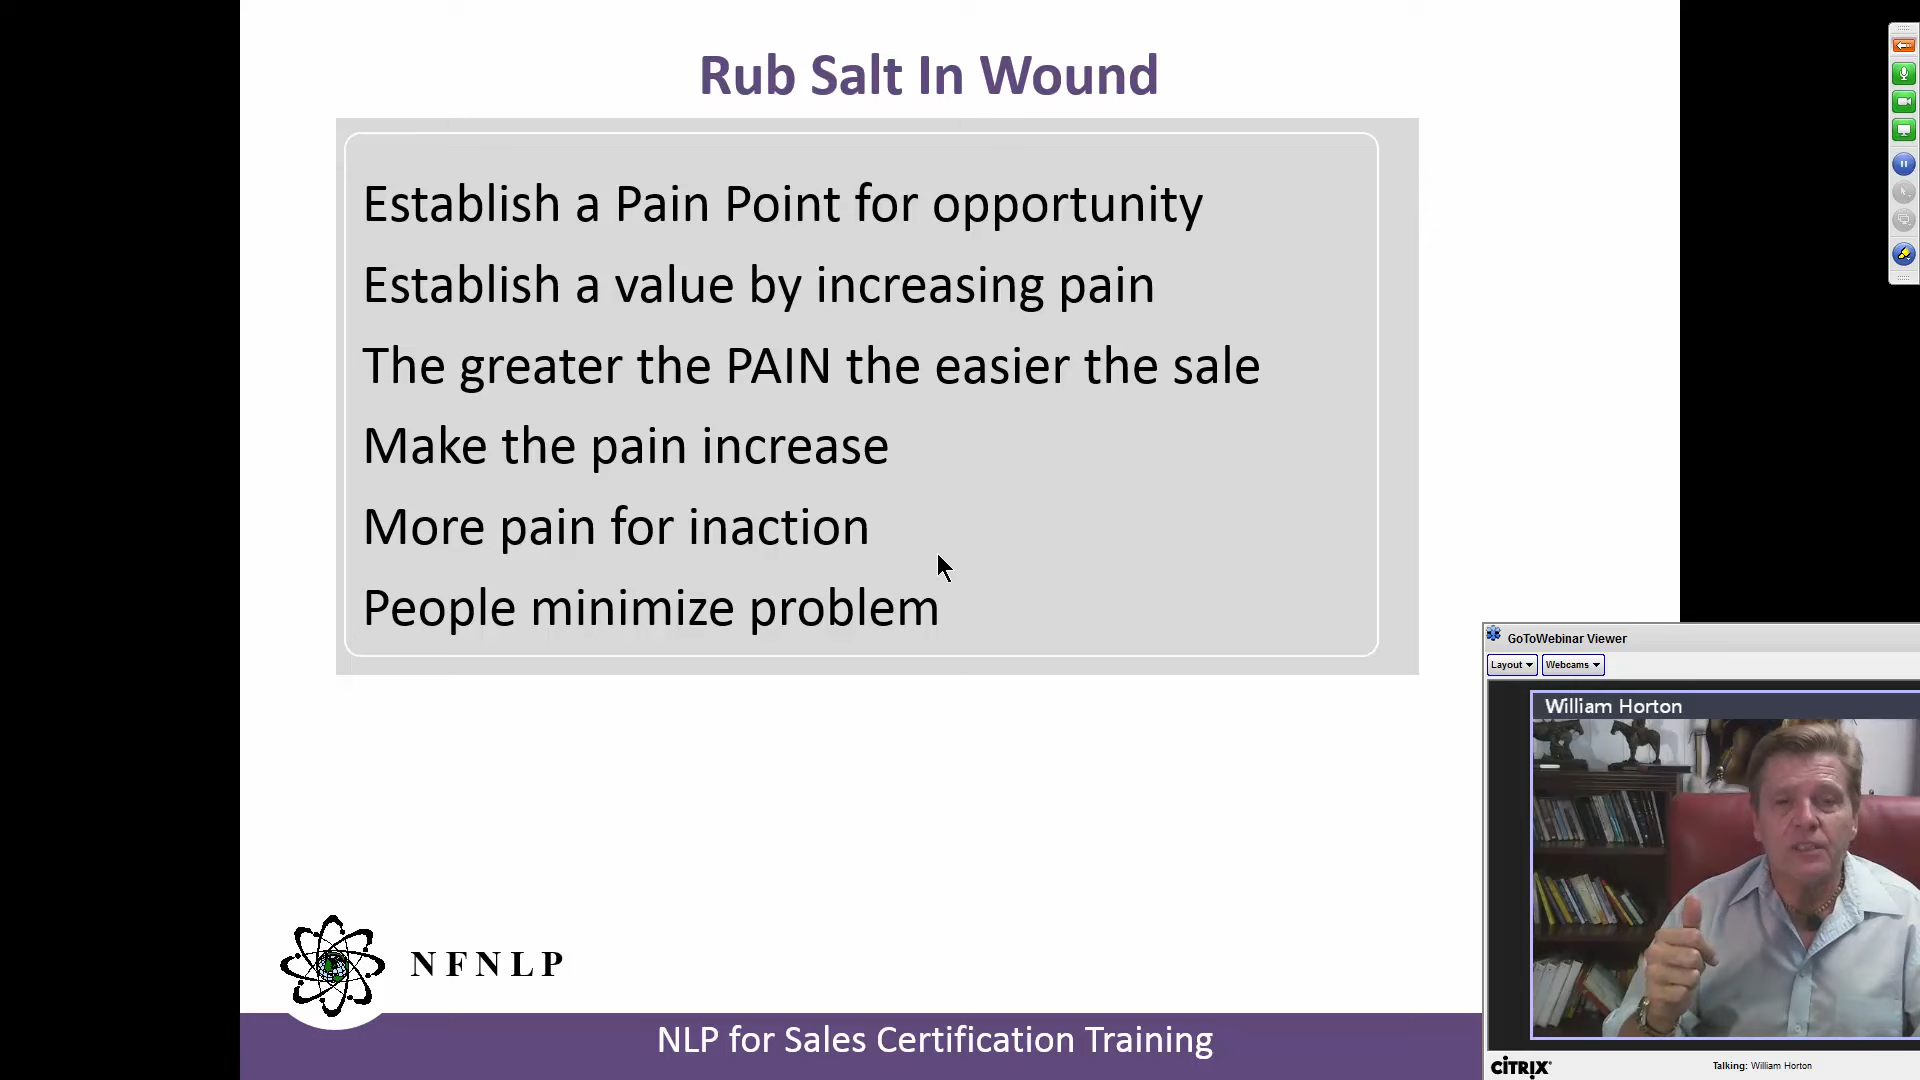 Rub Salt In Wound
Establish a Pain Point for opportunity
Establish a value by increasing pain
The greater the PAIN the easier the sale
Make the pain increase
More pain for inaction
People minimize problem
GoToWebinar Viewer
Layout
Webcams
William Horton
NFNLP
NLP for Sales Certification Training
CITRIX
Talking: William Horton